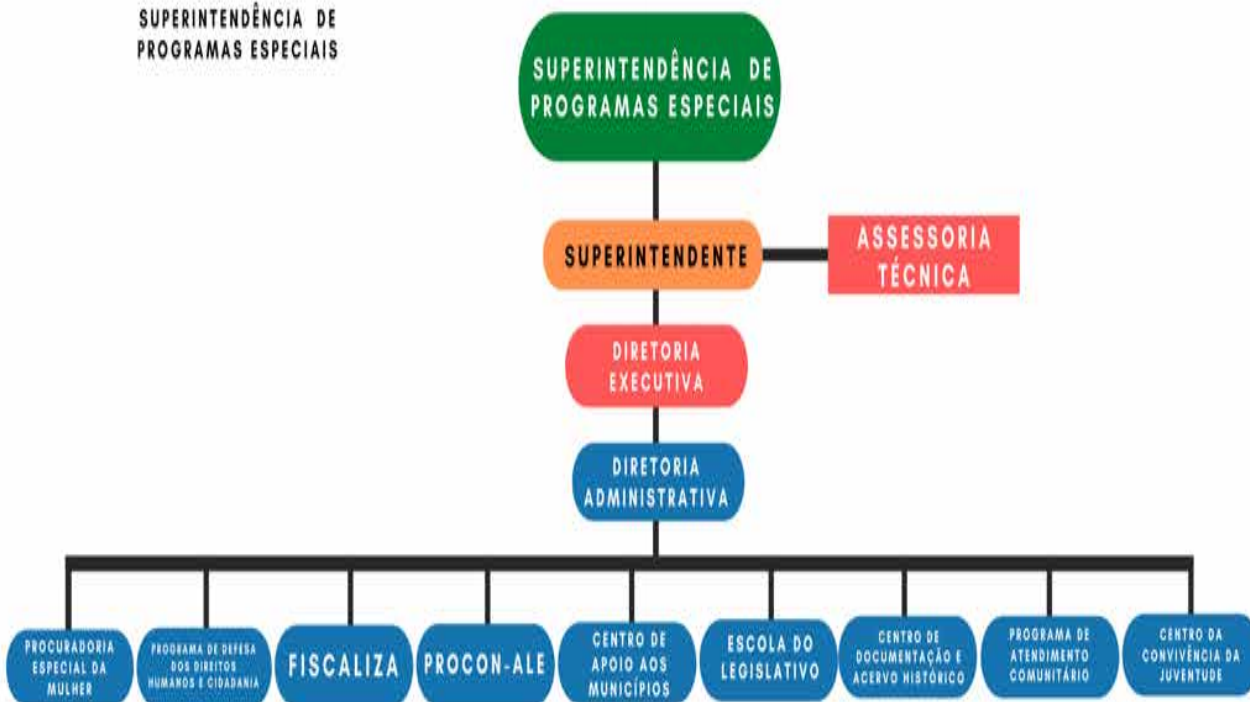 SUPERINTENDÊNCIA DE
PROGRAMAS ESPECIAIS
SUPERINTENDÊNCIA DE
PROGRAMAS ESPECIAIS
SUPERINTENDENTE
ASSESSORIA
TÉCNICA
DIRETORIA
EXECUTIVA
DIRETORIA
ADMINISTRATIVA
PROCURADORIA
ESPECIAL DA
MULHER
PROGRAMA DE DEFESA
DOS DIREITOS
HUMANOS E CIDADANIA
FISCALIZA
PROCON-ALE
CENTRO DE
APOIO AOS
MUNICÍPIOS
ESCOLA DO
LEGISLATIVO
CENTRO DE
DOCUMENTAÇÃO E
ACERVO HISTÓRICO
PROGRAMA DE
ATENDIMENTO
COMUNITÁRIO
CENTRO DA
CONVIVÊNCIA DA
JUVENTUDE